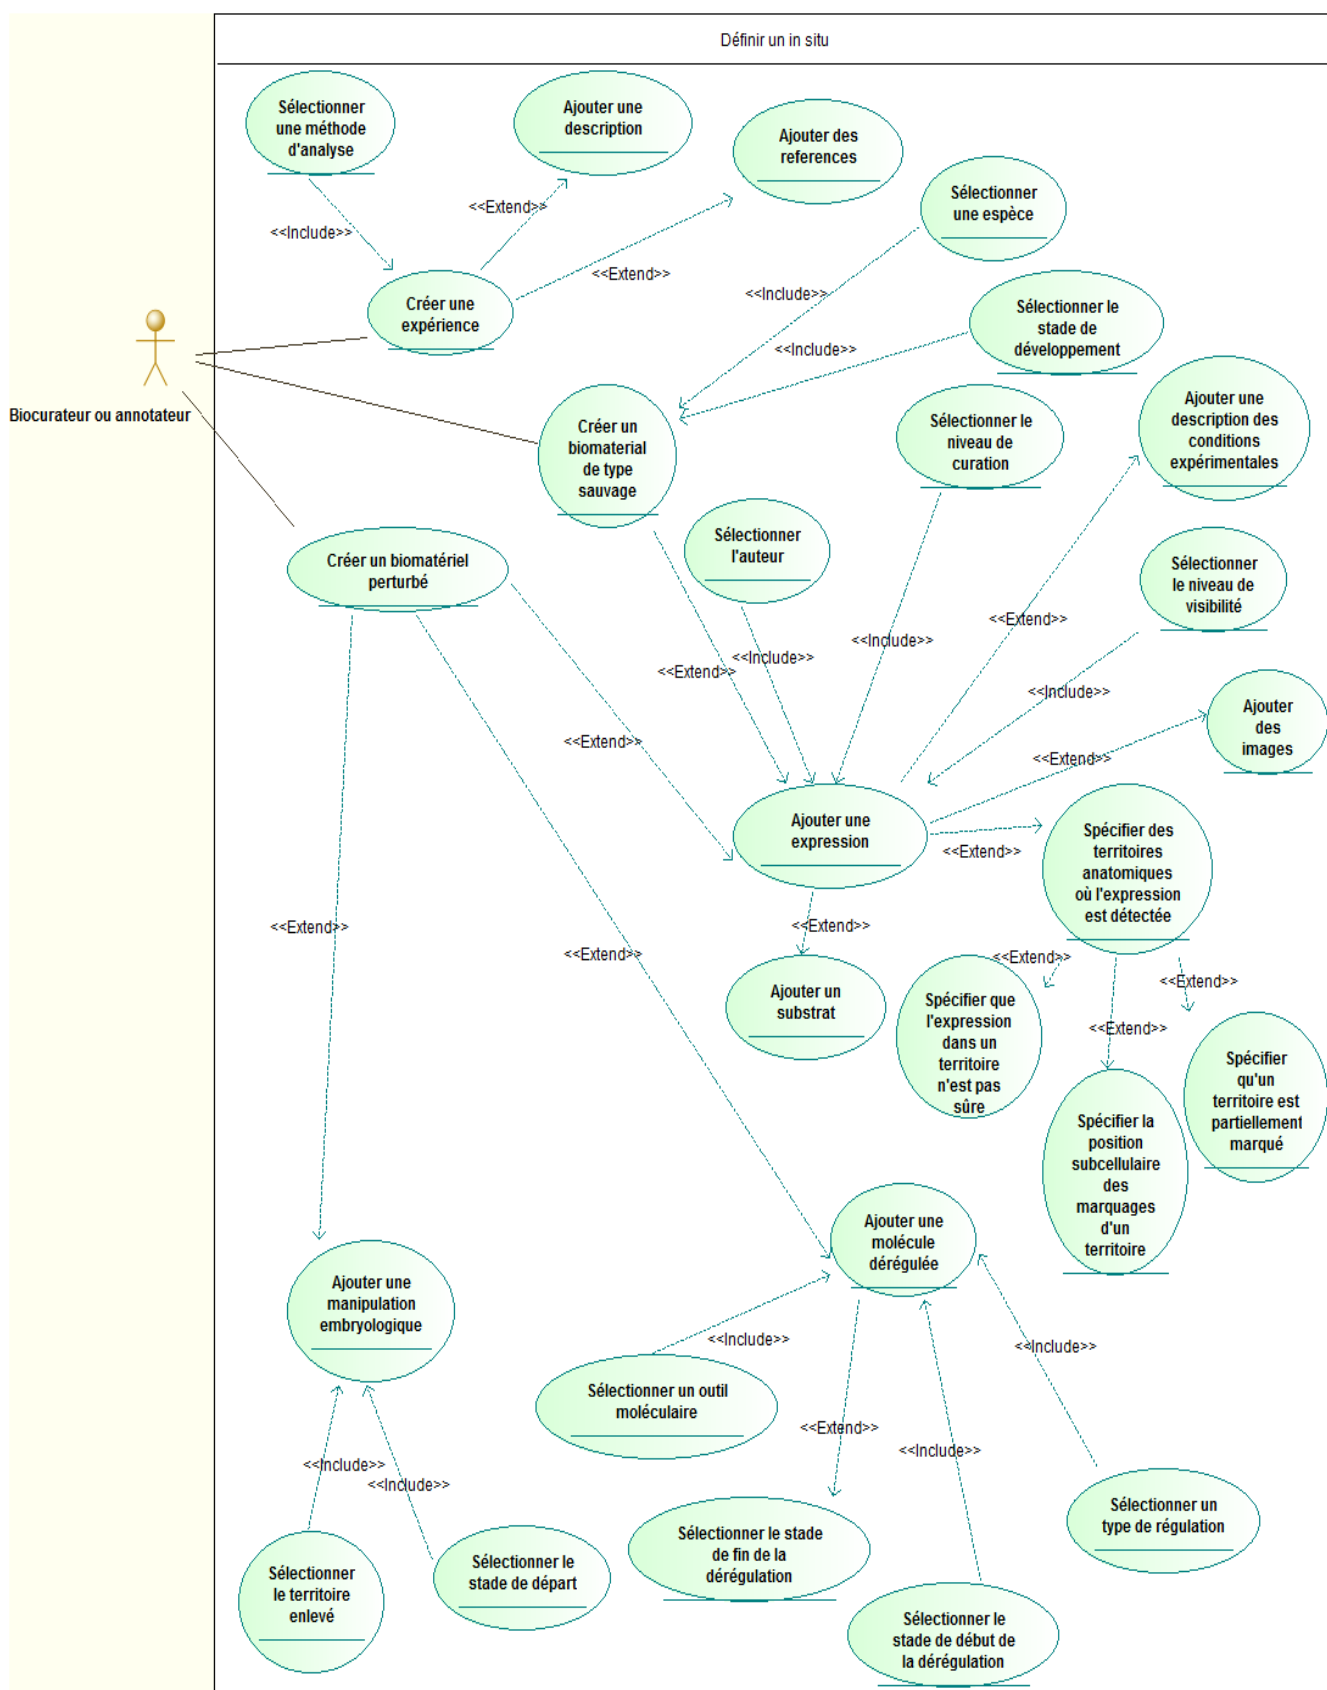 Définir un in situ
Sélectionner
une méthode
d'analyse
Ajouter une
description
Ajouter des
references
Sélectionner
une espèce
<<Include>>
<<Extend>>
<<Extend>>
<<Include>>
Créer une
expérience
Sélectionner le
stade de
développement
<<Include>>
Biocurateur ou annotateur
Créer un
biomaterial
de type
sauvage
Sélectionner le
niveau de
curation
Ajouter une
description des
conditions
expérimentales
Sélectionner
l'auteur
Créer un biomatériel
perturbé
Sélectionner
le niveau de
visibilité
<<Extend>>
<<Include>>
<<Include>>
<<Extend>>
<<Include>>
<<Extend>>
<<Extend>>
Ajouter
des
images
Ajouter une
expression
<<Extend>>
Spécifier des
territoires
anatomiques
où l'expression
est détectée
<<Extend>>
<<Extend>>
<<Extend>>
<<Extend>>
<<Extend>>
<<Extend>>
Ajouter un
substrat
Spécifier que
l'expression
dans un
territoire
n'est pas
sûre
Spécifier
qu'un
territoire est
partiellement
marqué
Spécifier la
position
subcellulaire
des
marquages
d'un
territoire
Ajouter une
molécule
dérégulée
Ajouter une
manipulation
embryologique
<<Include>>
<<Include>>
Sélectionner un outil
moléculaire
<<Extend>>
<<Include>>
<<Include>>
<<Include>>
Sélectionner un
type de régulation
Sélectionner le stade
de fin de la
dérégulation
Sélectionner
le territoire
enlevé
Sélectionner le
stade de départ
Sélectionner le
stade de début de
la dérégulation